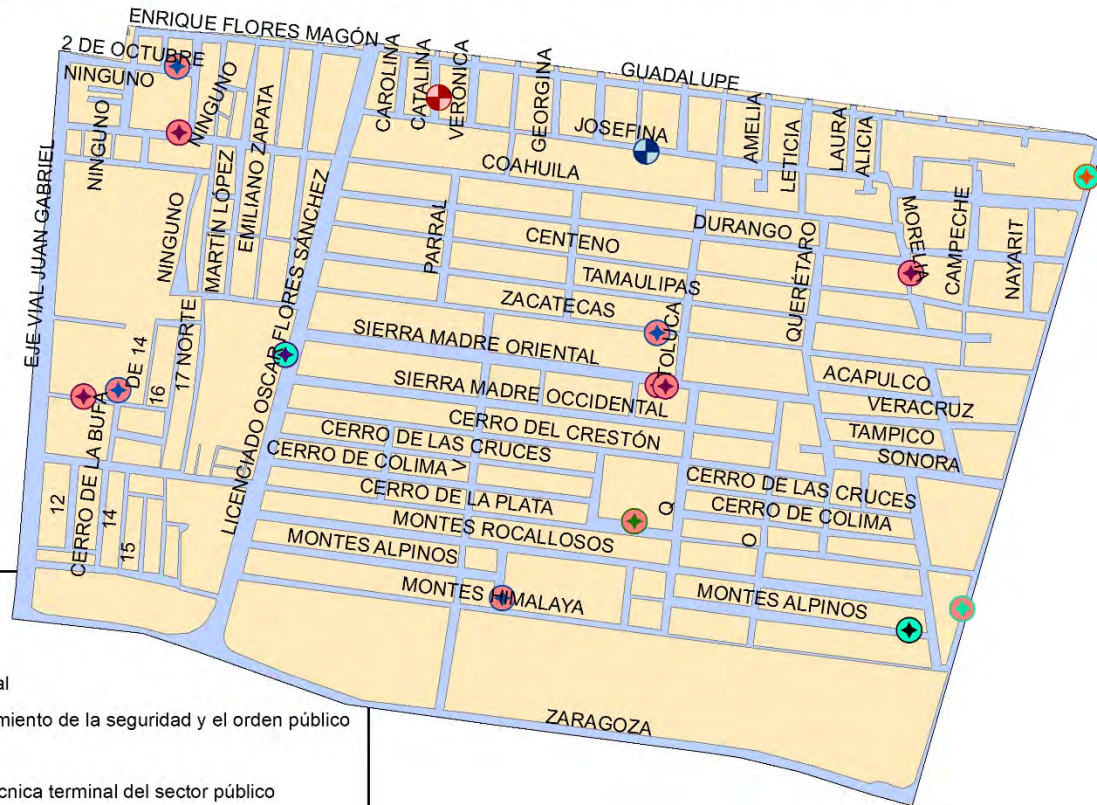 ENRIQUE FLORES MAGÓN
2 DE OCTUBRE
NINGUNO
NINGUNO
NINGUNO
EMILIANO ZAPATA
MARTÍN LÓPEZ
NINGUNO
EJE VIAL JUAN GABRIEL
CAROLINA
CATALINA
VERÓNICA
GEORGINA
GUADALUPE
JOSEFINA
AMELIA
LETICIA
LAURA
ALICIA
COAHUILA
DURANGO
MORELIA
CAMPECHE
NAYARIT
PARRAL
CENTENO
TAMAULIPAS
QUERÉTARO
ZACATECAS
TOLUCA
LICENCIADO OSCAR FLORES SÁNCHEZ
SIERRA MADRE ORIENTAL
SIERRA MADRE OCCIDENTAL
ACAPULCO
VERACRUZ
TAMPICO
SONORA
17 NORTE
DE 14
16
CERRO DEL CRESTÓN
CERRO DE LAS CRUCES
CERRO DE COLIMA
V
CERRO DE LAS CRUCES
CERRO DE COLIMA
CERRO DE LA PLATA
Q
O
MONTES ROCALLOSOS
MONTES ALPINOS
MONTES HIMALAYA
MONTES ALPINOS
12
CERRO DE LA BUFA
14
15
ZARAGOZA
al
miento de la seguridad y el orden público
cnica terminal del sector público